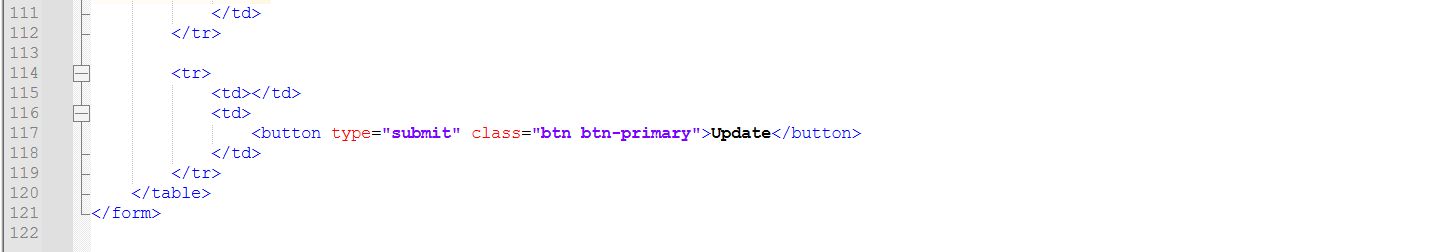 111 </td>
112 </tr>
113
114 <tr>
115 <td></td>
116 <td>
117 <button type="submit" class="btn btn-primary">Update</button>
118 </td>
119 </tr>
120 </table>
121 </form>
122